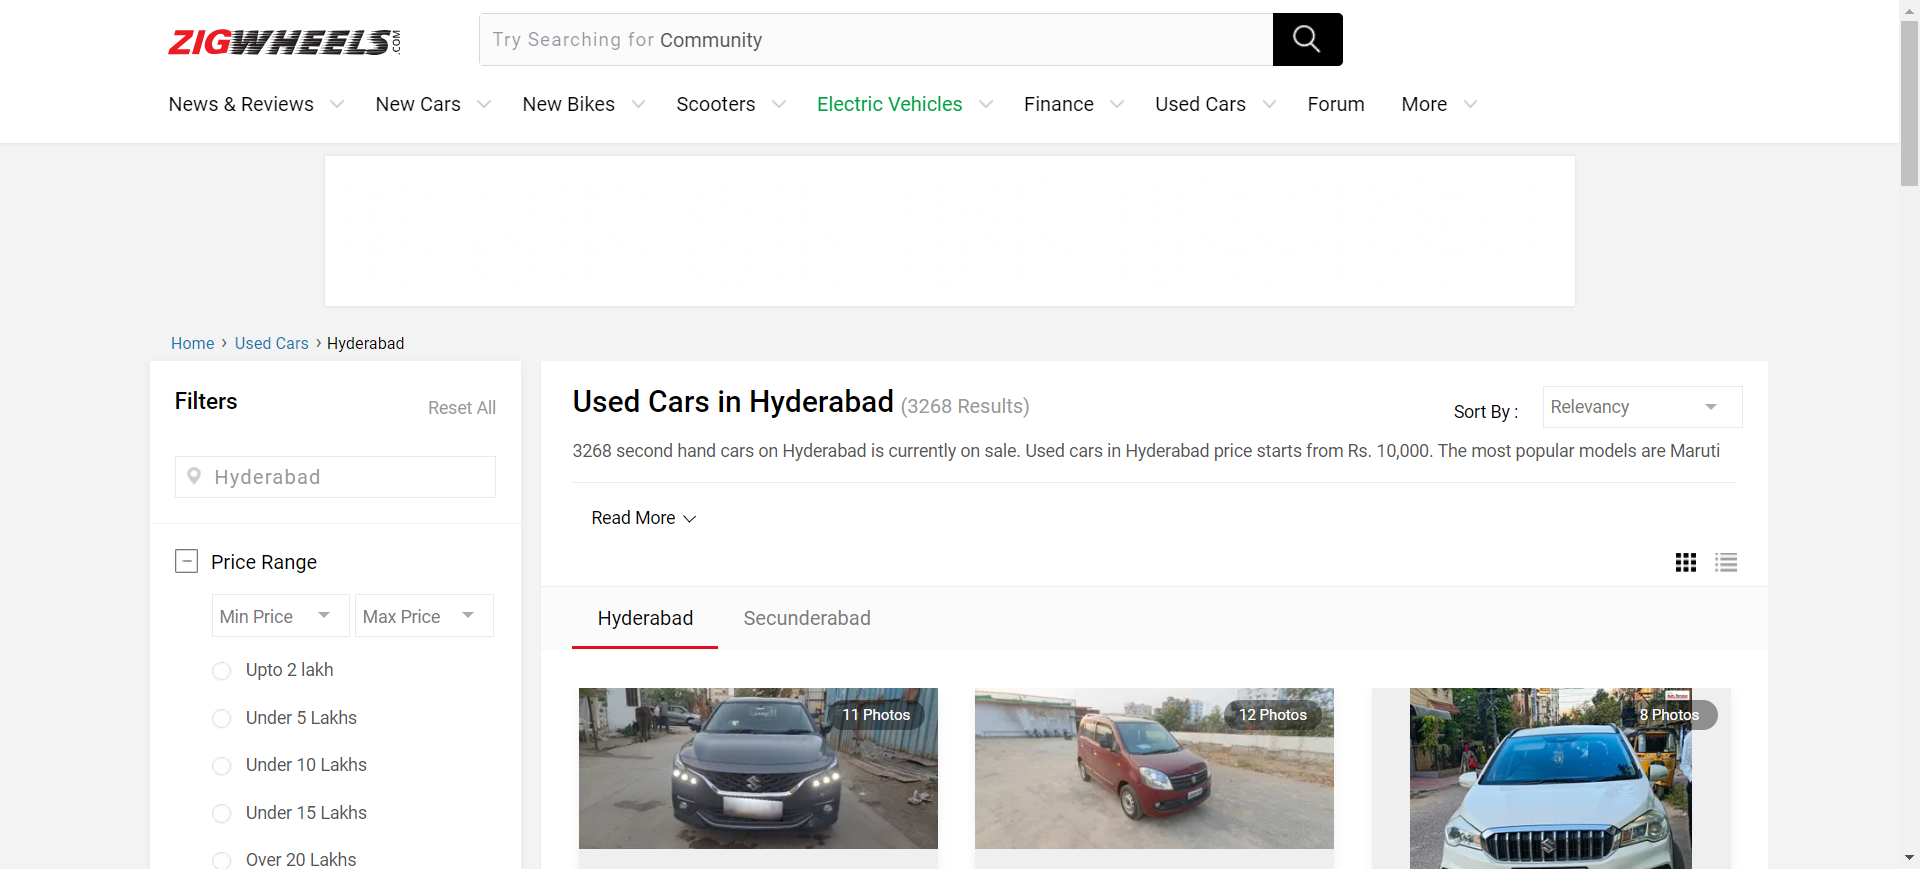 ZIGWHEELS.COM
Try Searching for Community
News & Reviews New Cars New Bikes Scooters Electric Vehicles Finance Used Cars Forum More
Home › Used Cars › Hyderabad
Filters
Reset All
Hyderabad
Price Range
Min Price Max Price
Upto 2 lakh
Under 5 Lakhs
Under 10 Lakhs
Under 15 Lakhs
Over 20 Lakhs
Used Cars in Hyderabad (3268 Results)
Sort By : Relevancy
3268 second hand cars on Hyderabad is currently on sale. Used cars in Hyderabad price starts from Rs. 10,000. The most popular models are Maruti
Read More
Hyderabad Secunderabad
11 Photos
12 Photos
8 Photos